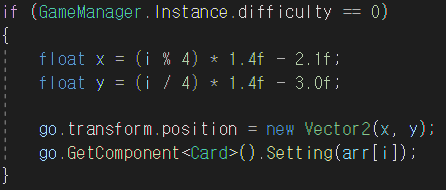 if (GameManager.Instance.difficulty == 0)
{
    float x = (i % 4) * 1.4f - 2.1f;
    float y = (i / 4) * 1.4f - 3.0f;

    go.transform.position = new Vector2(x, y);
    go.GetComponent<Card>().Setting(arr[i]);
}